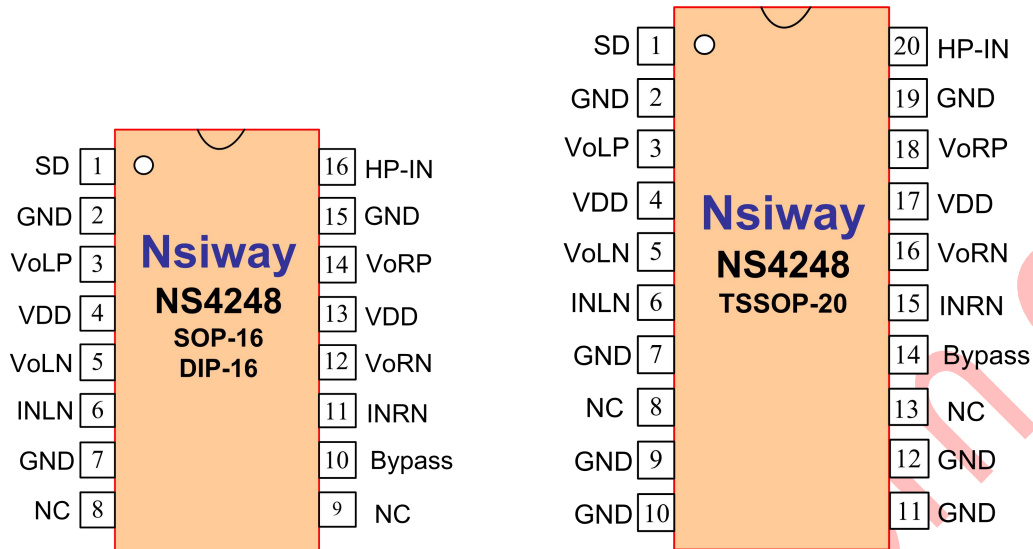 SD 1 16 HP-IN
GND 2 15 GND
VoLP 3 14 VoRP
VDD 4 13 VDD
VoLN 5 12 VoRN
INLN 6 11 INRN
GND 7 10 Bypass
NC 8 9 NC
Nsiway
NS4248
SOP-16
DIP-16
SD 1 20 HP-IN
GND 2 19 GND
VoLP 3 18 VoRP
VDD 4 17 VDD
VoLN 5 16 VoRN
INLN 6 15 INRN
GND 7 14 Bypass
NC 8 13 NC
GND 9 12 GND
GND 10 11 GND
Nsiway
NS4248
TSSOP-20